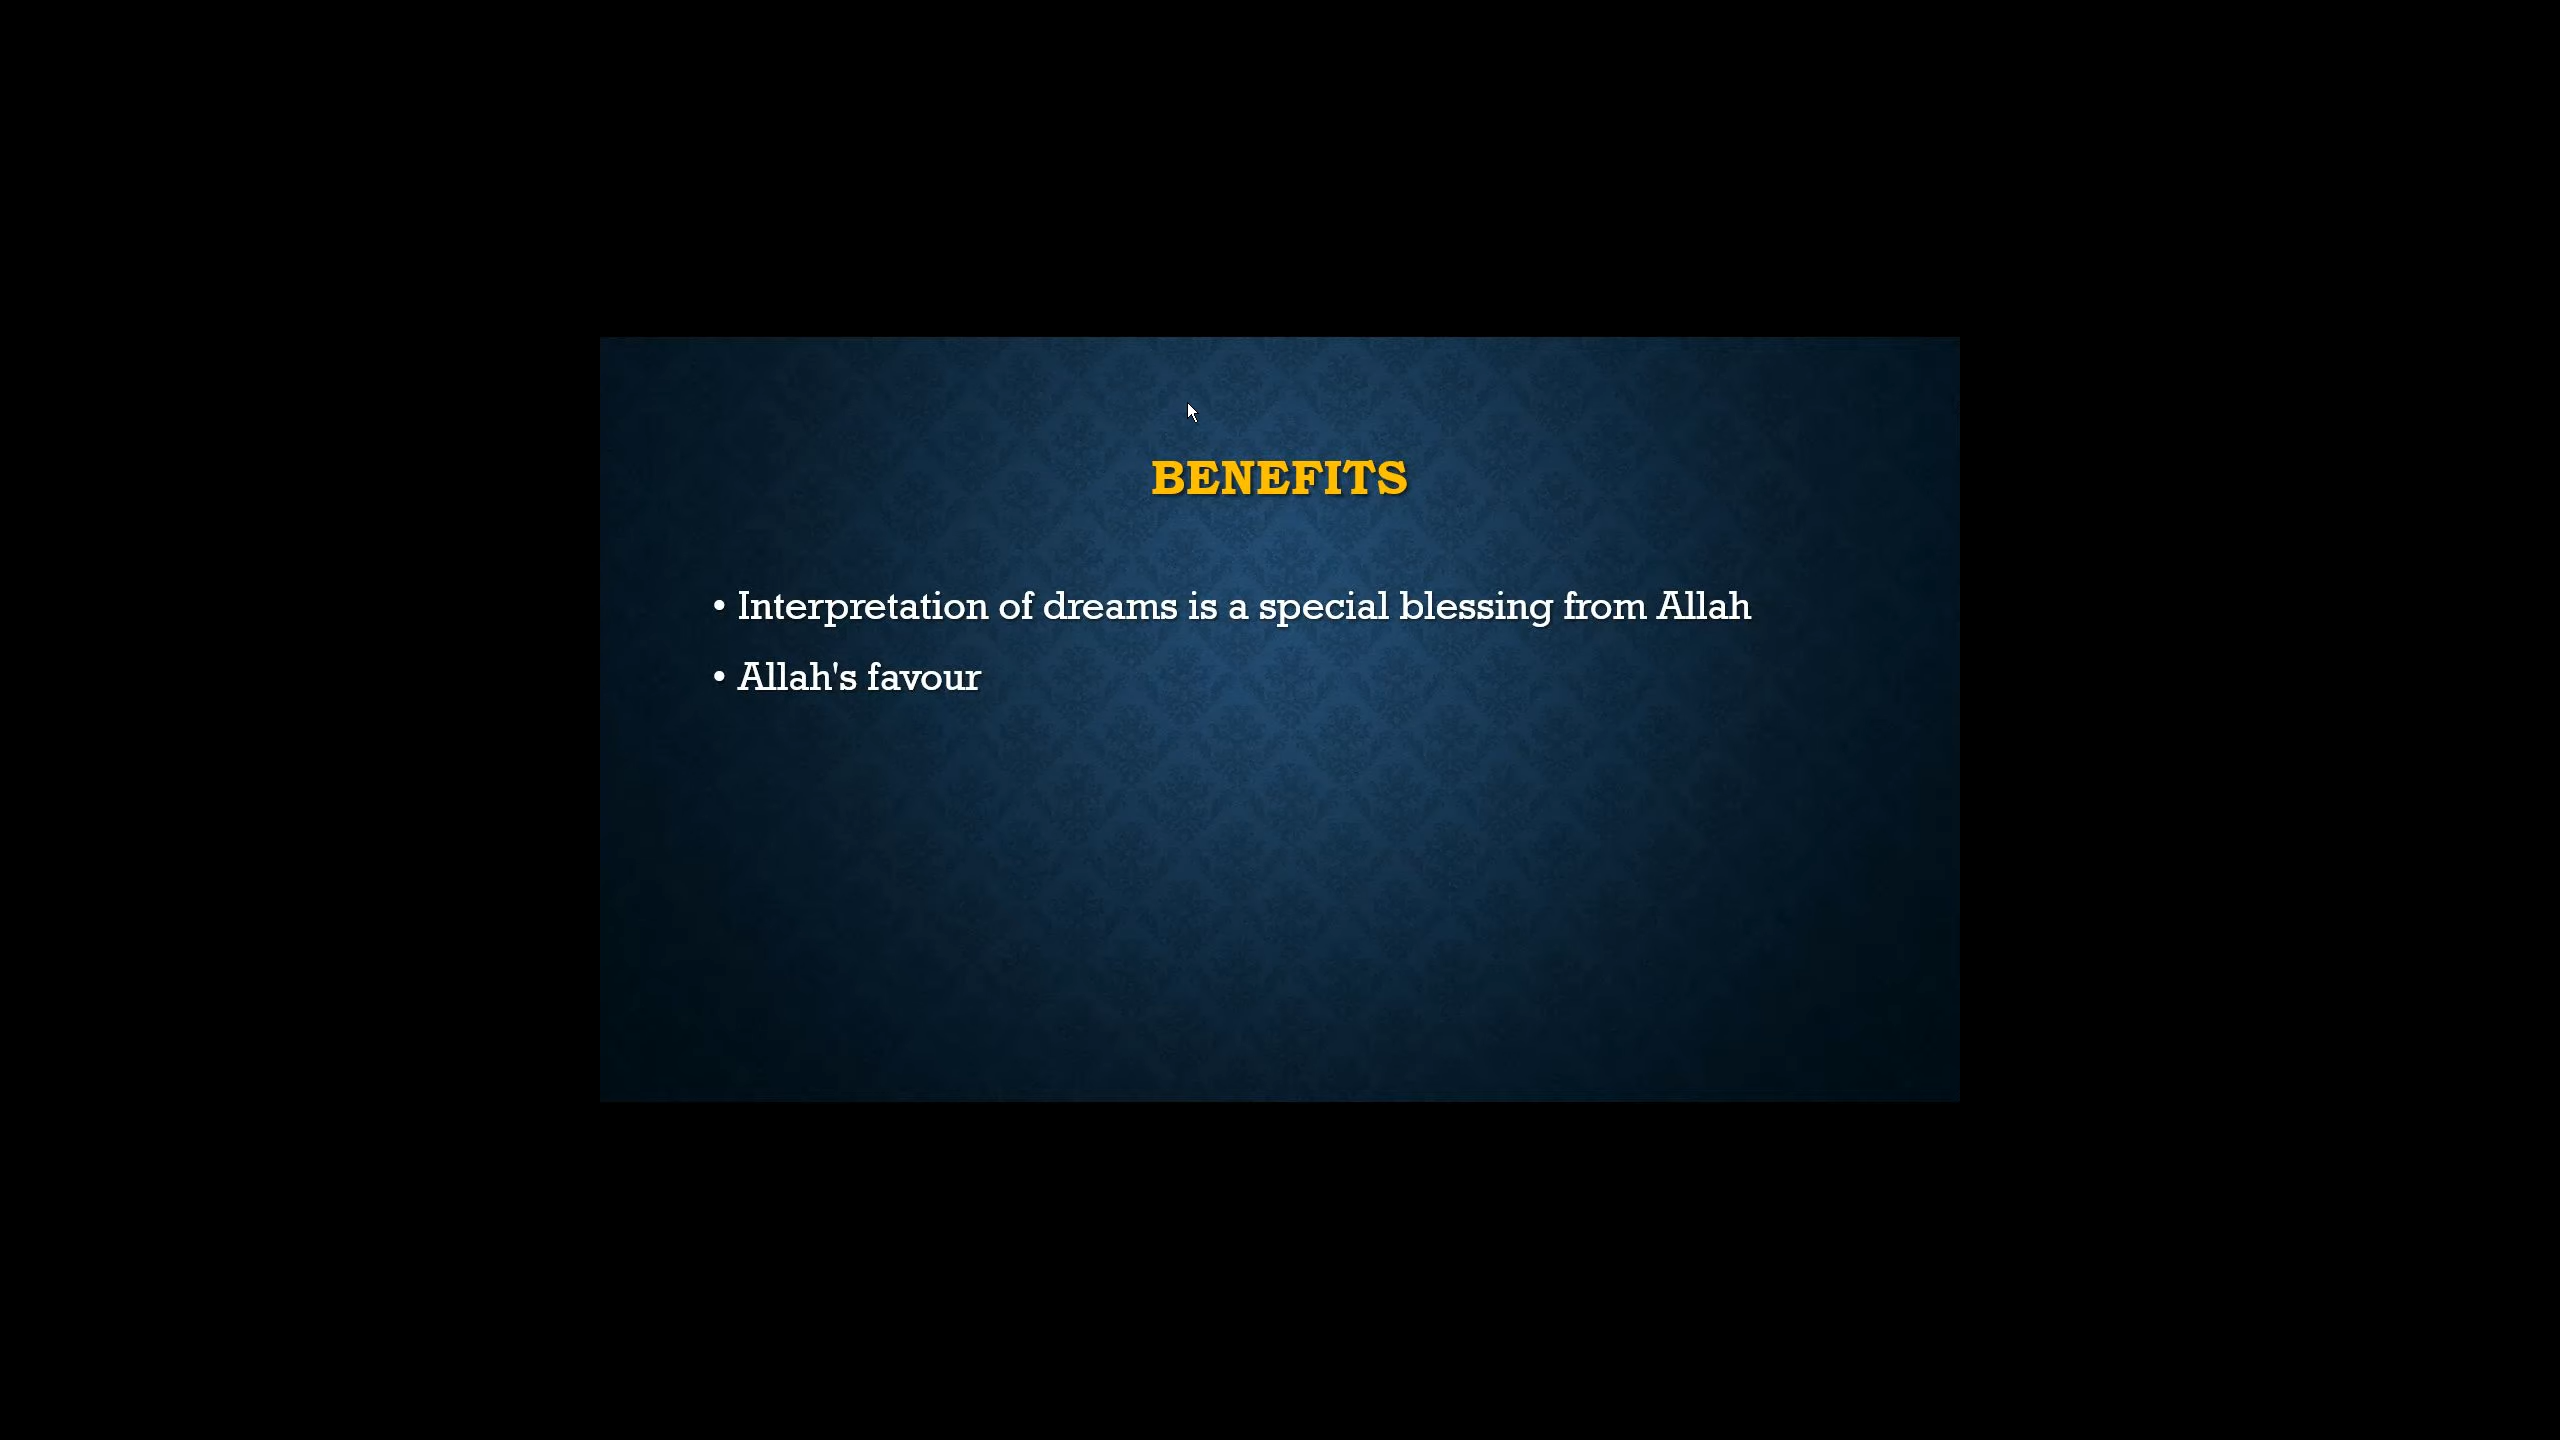 BENEFITS
• Interpretation of dreams is a special blessing from Allah
• Allah's favour